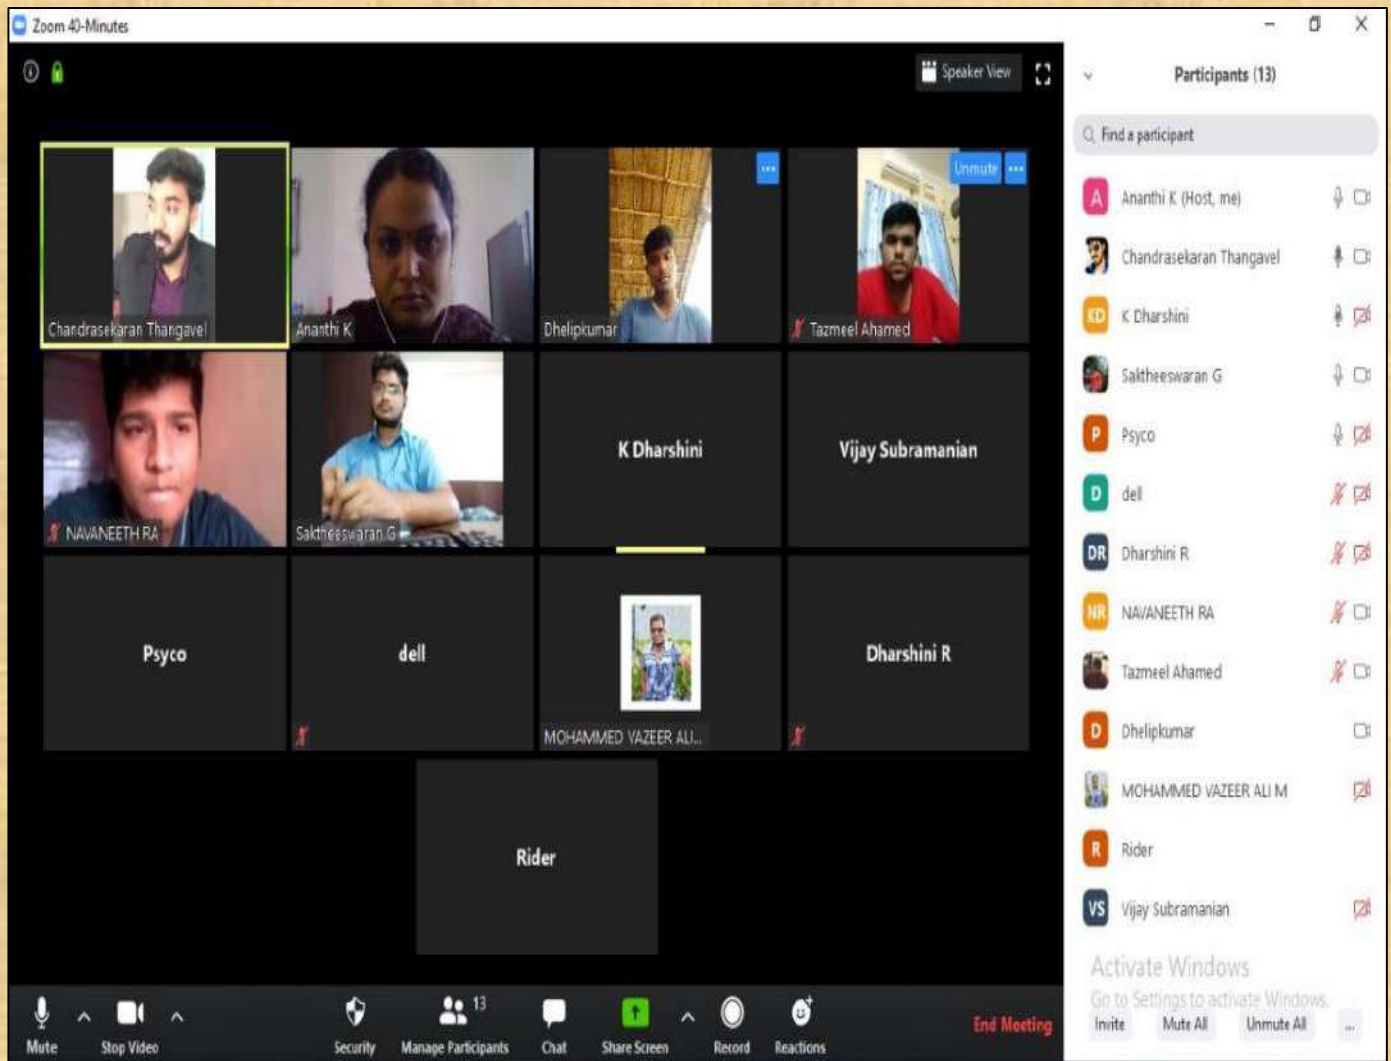 Zoom 40-Minutes
Speaker View
Participants (13)
Find a participant
Unmute
Chandrasekaran Thangavel
Ananthi K
Dhelipkumar
Tazmeel Ahamed
NAVANEETH RA
Saktheeswaran G
K Dharshini
Vijay Subramanian
Psyco
dell
MOHAMMED VAZEER ALI...
Dharshini R
Rider
A Ananthi K (Host, me)
Chandrasekaran Thangavel
KD K Dharshini
Saktheeswaran G
P Psyco
D dell
DR Dharshini R
NR NAVANEETH RA
Tazmeel Ahamed
D Dhelipkumar
MOHAMMED VAZEER ALI M
R Rider
VS Vijay Subramanian
Activate Windows
Go to Settings to activate Windows.
Invite Mute All Unmute All ...
Mute Stop Video Security Manage Participants 13 Chat Share Screen Record Reactions End Meeting